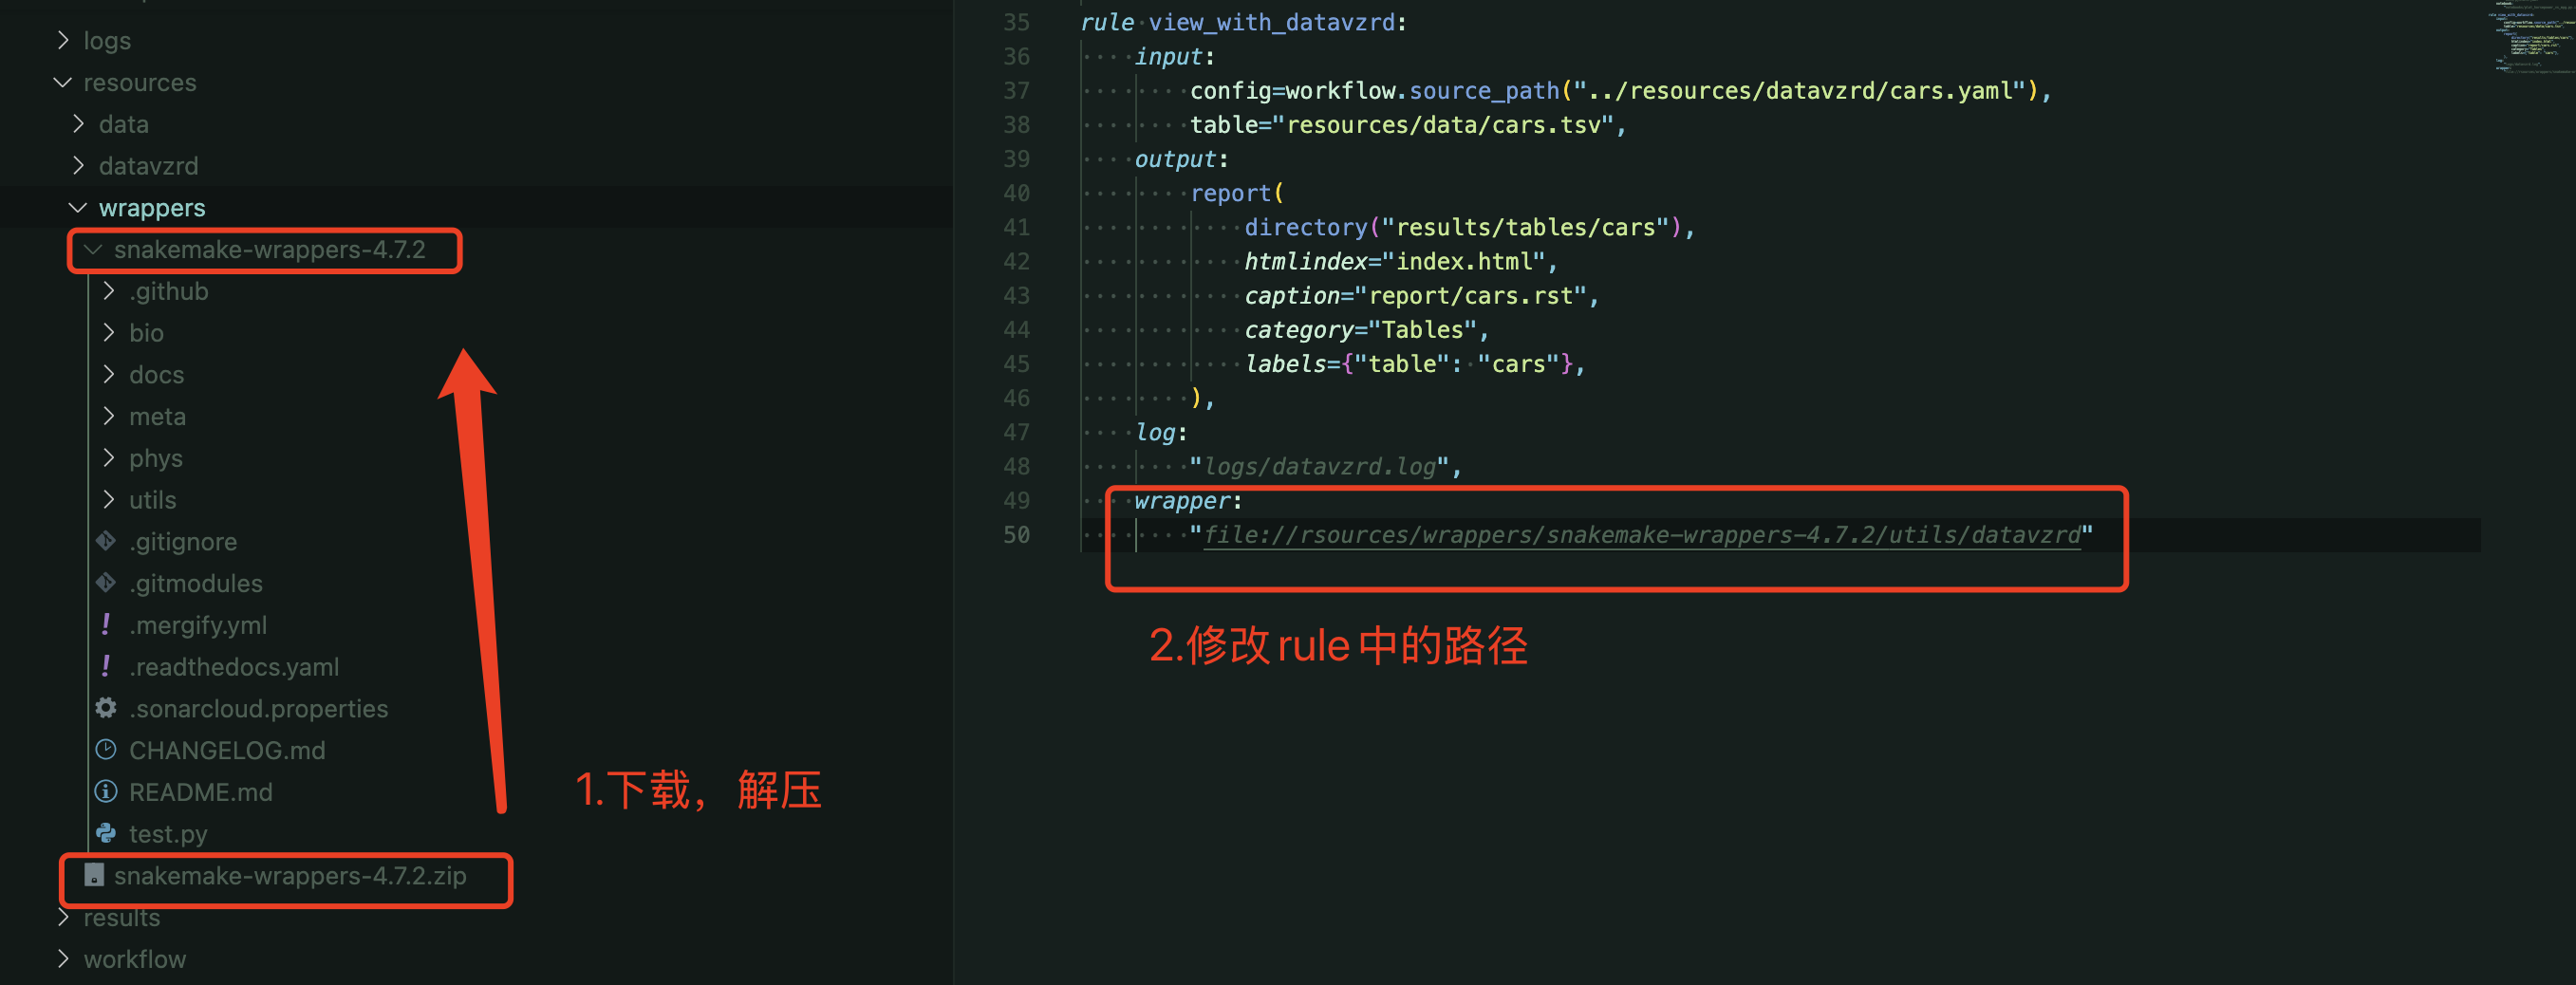 logs
resources
data
datavzrd
wrappers
snakemake-wrappers-4.7.2
.github
bio
docs
meta
phys
utils
.gitignore
.gitmodules
.mergify.yml
.readthedocs.yaml
.sonarcloud.properties
CHANGELOG.md
README.md
test.py
snakemake-wrappers-4.7.2.zip
results
workflow
1.下载，解压
35 rule view_with_datavzrd:
36 input:
37 config=workflow.source_path("../resources/datavzrd/cars.yaml"),
38 table="resources/data/cars.tsv",
39 output:
40 report(
41 directory("results/tables/cars"),
42 htmlindex="index.html",
43 caption="report/cars.rst",
44 category="Tables",
45 labels={"table": "cars"},
46 ),
47 log:
48 "logs/datavzrd.log",
49 wrapper:
50 "file://rsources/wrappers/snakemake-wrappers-4.7.2/utils/datavzrd"
2.修改rule中的路径